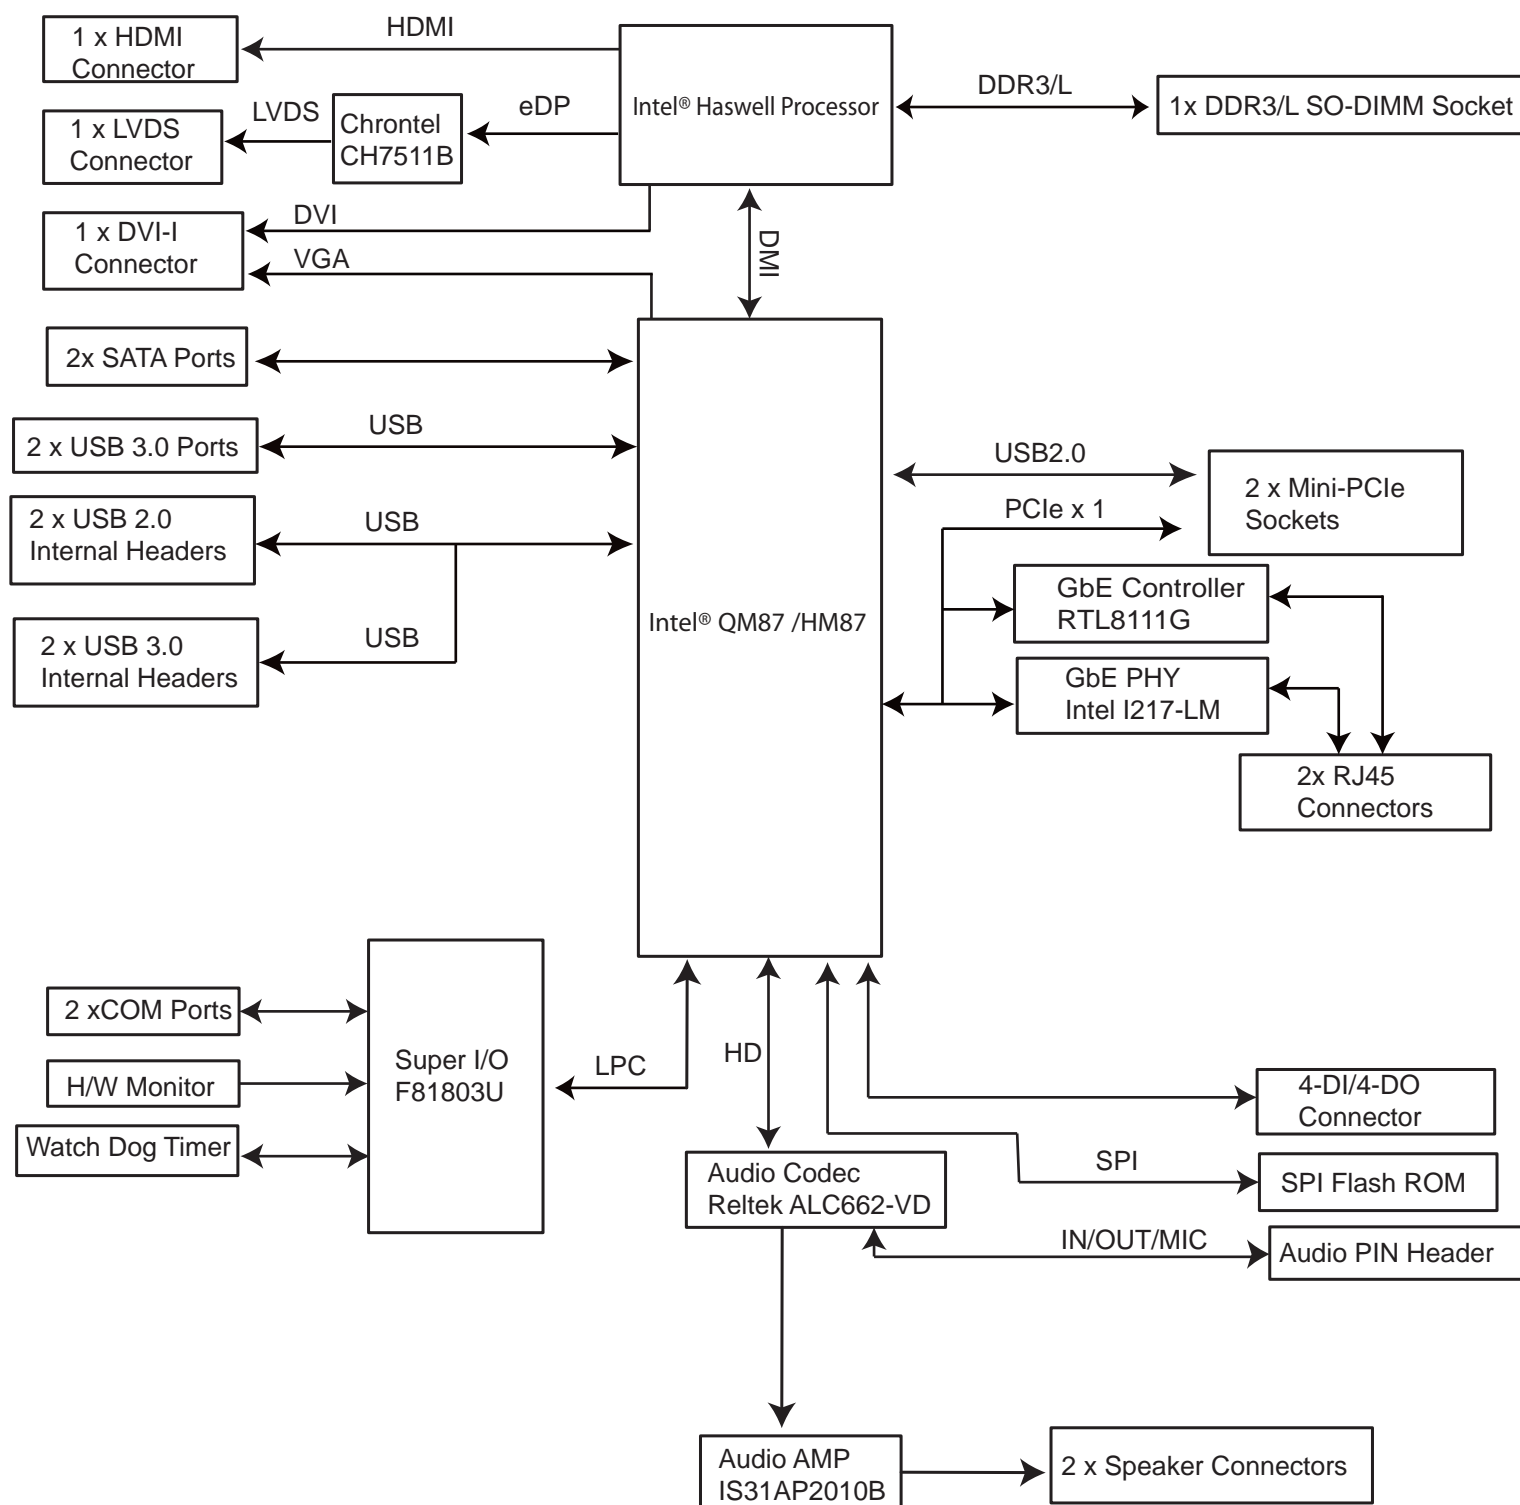 1 x HDMI
Connector
HDMI
Intel® Haswell Processor
DDR3/L
1x DDR3/L SO-DIMM Socket
1 x LVDS
Connector
LVDS
Chrontel
CH7511B
eDP
1 x DVI-I
Connector
DVI
VGA
DMI
2x SATA Ports
2 x USB 3.0 Ports
USB
2 x USB 2.0
Internal Headers
USB
2 x USB 3.0
Internal Headers
USB
Intel® QM87 /HM87
USB2.0
2 x Mini-PCIe
Sockets
PCIe x 1
GbE Controller
RTL8111G
GbE PHY
Intel I217-LM
2x RJ45
Connectors
2 xCOM Ports
H/W Monitor
Watch Dog Timer
Super I/O
F81803U
LPC
HD
4-DI/4-DO
Connector
SPI
SPI Flash ROM
Audio Codec
Reltek ALC662-VD
IN/OUT/MIC
Audio PIN Header
Audio AMP
IS31AP2010B
2 x Speaker Connectors